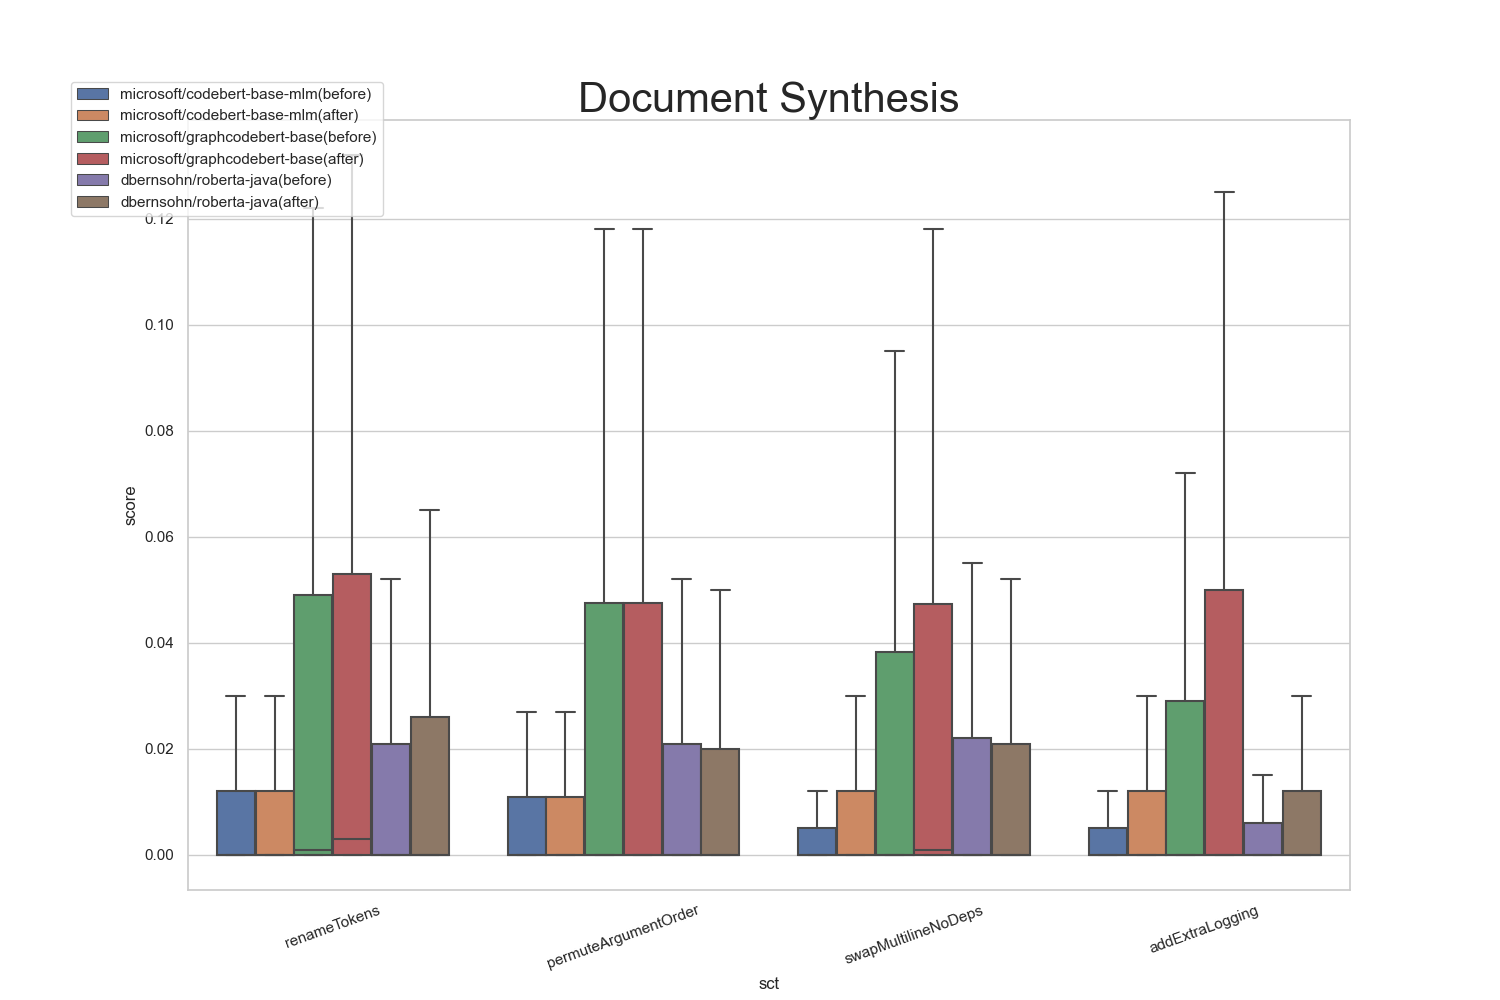 Document Synthesis
microsoft/codebert-base-mlm(before)
microsoft/codebert-base-mlm(after)
microsoft/graphcodebert-base(before)
microsoft/graphcodebert-base(after)
dbernsohn/roberta-java(before)
dbernsohn/roberta-java(after)
0.12
0.10
0.08
0.06
0.04
0.02
0.00
score
renameTokens
permuteArgumentOrder
swapMultilineNoDeps
addExtraLogging
sct